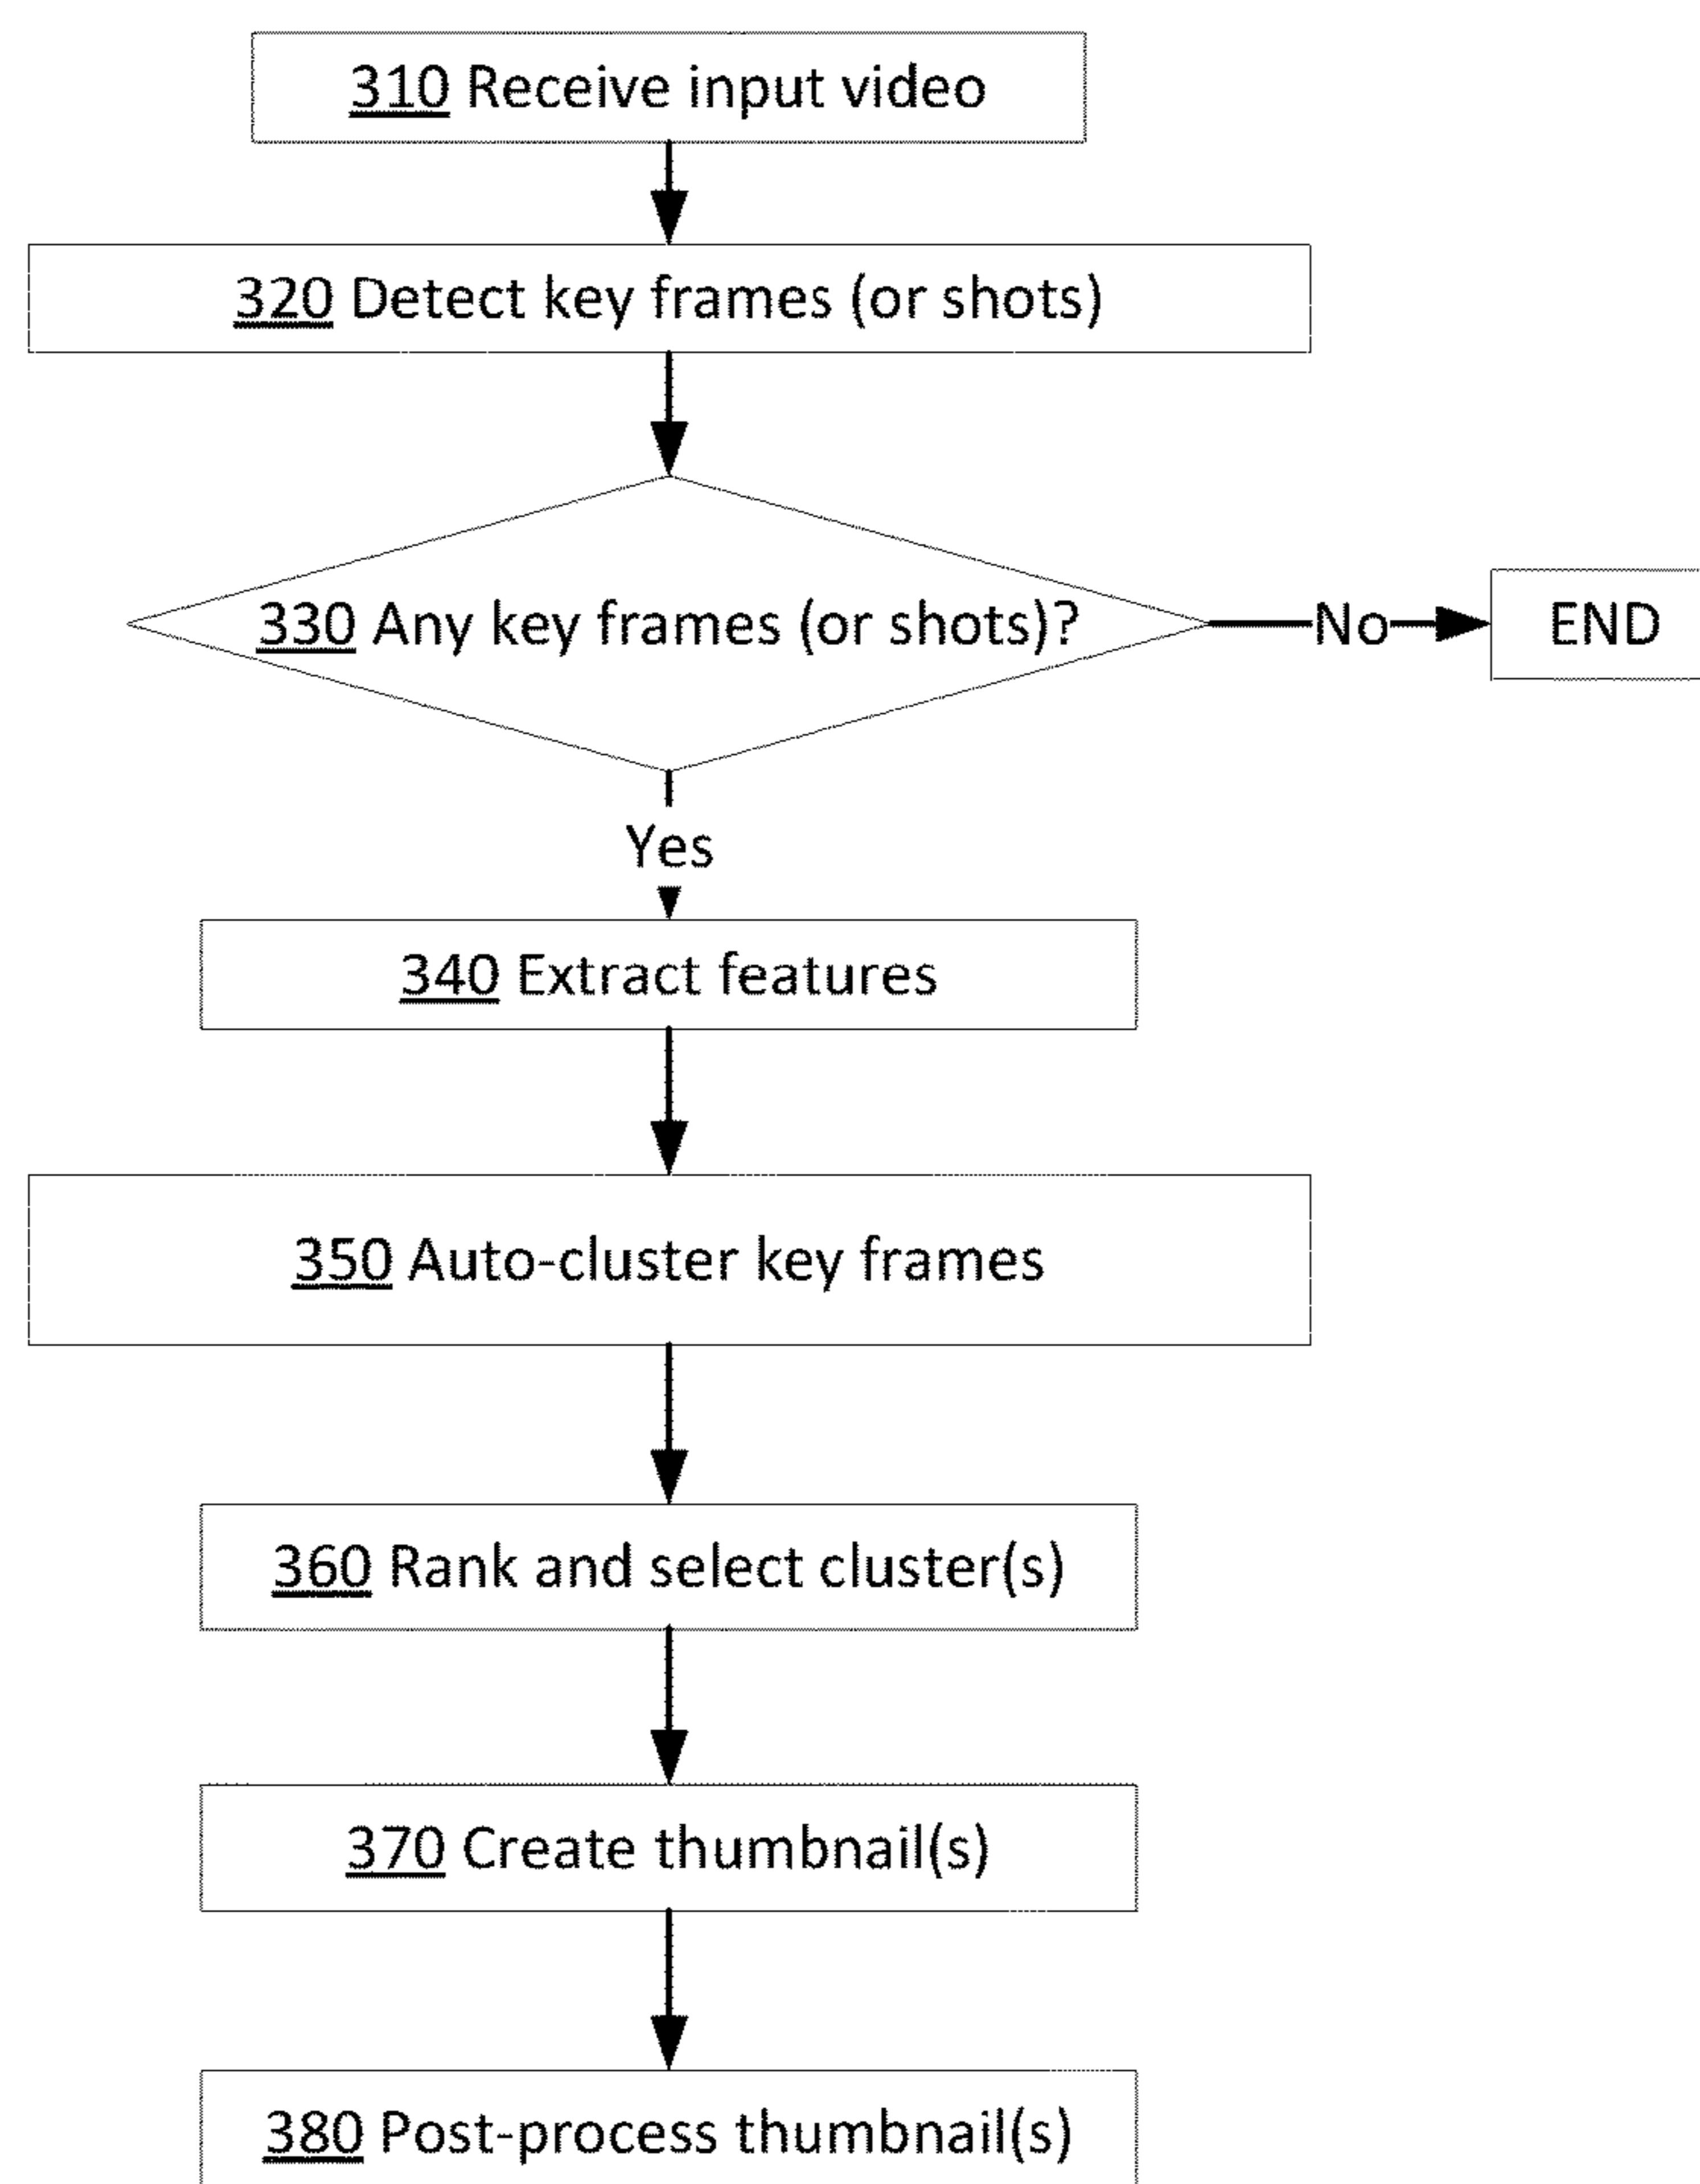 310 Receive input video
320 Detect key frames (or shots)
330 Any key frames (or shots)?
No
END
Yes
340 Extract features
350 Auto-cluster key frames
360 Rank and select cluster(s)
370 Create thumbnail(s)
380 Post-process thumbnail(s)